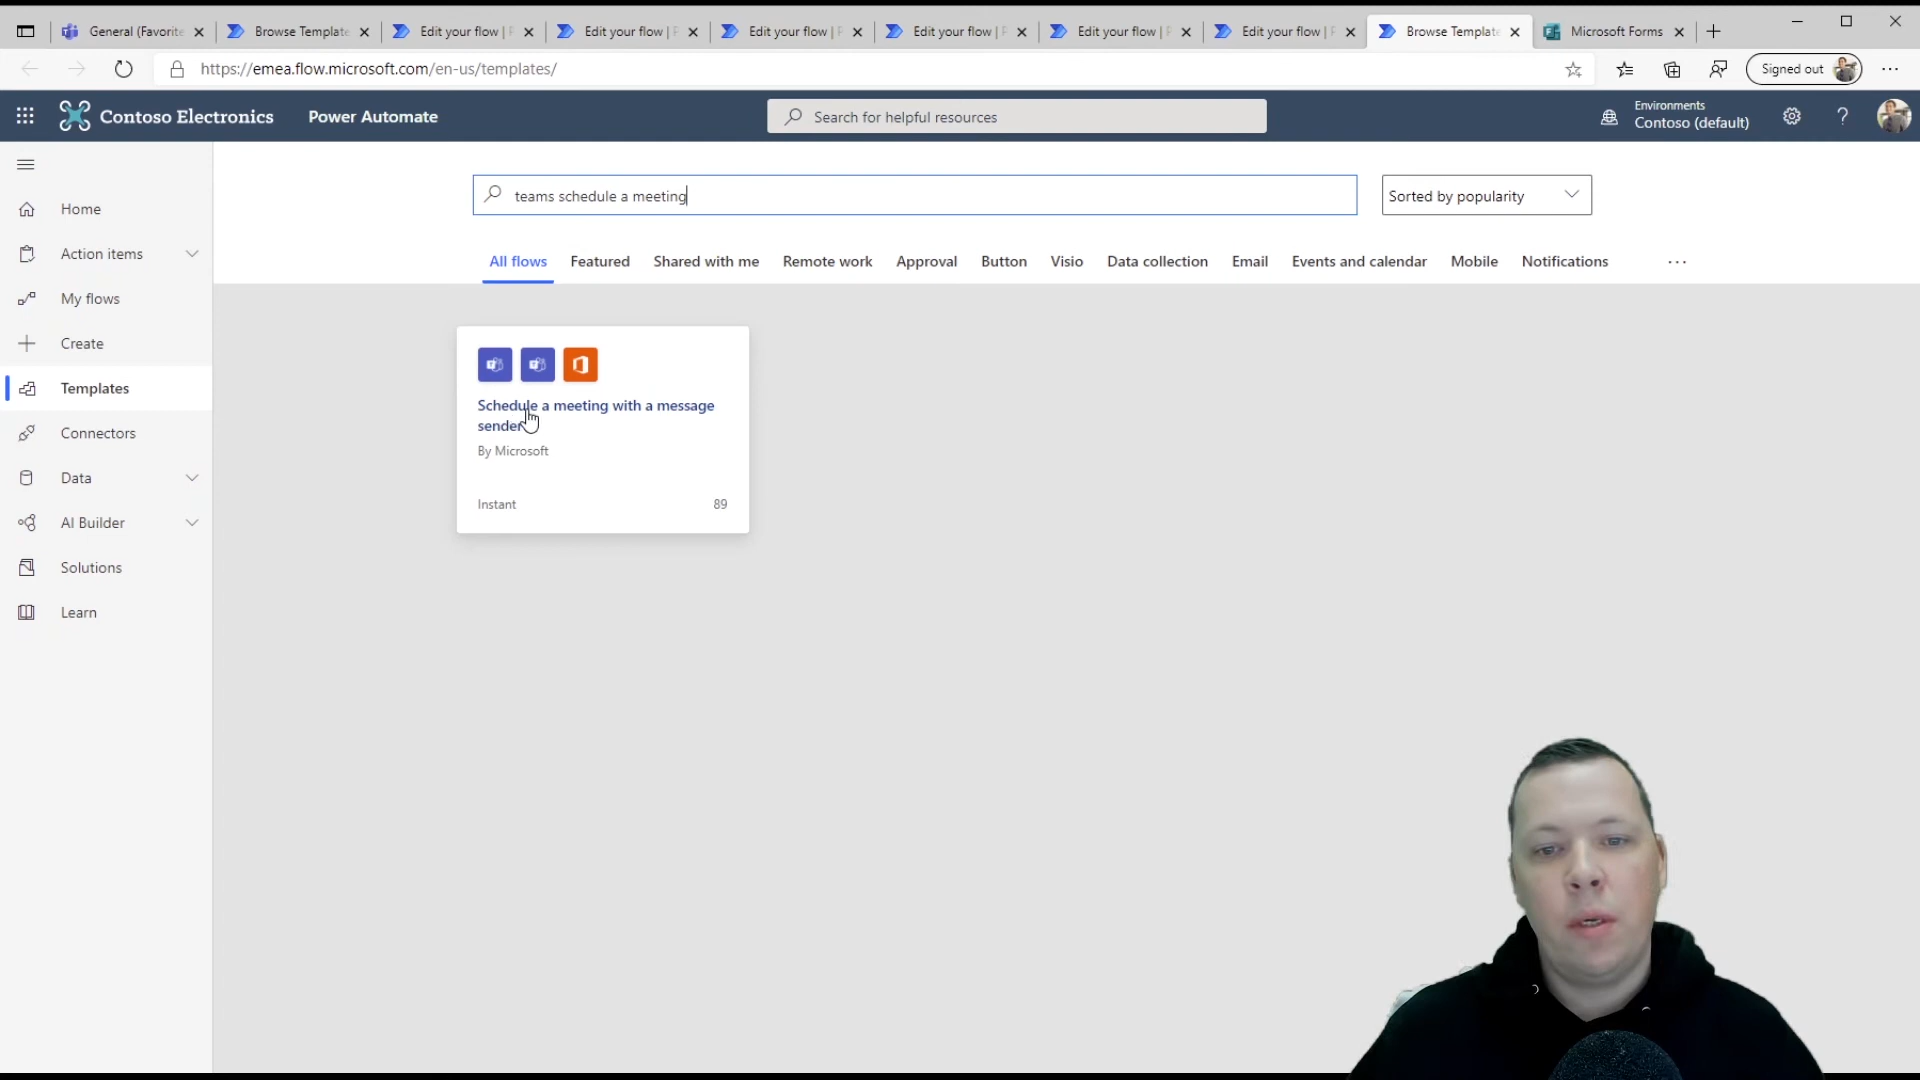 General (Favorite
Browse Template
Edit your flow | P
Edit your flow | P
Edit your flow | P
Edit your flow | P
Edit your flow | P
Edit your flow | P
Browse Template
Microsoft Forms
https://emea.flow.microsoft.com/en-us/templates/
Signed out
Contoso Electronics
Power Automate
Search for helpful resources
Environments
Contoso (default)
Home
Action items
My flows
Create
Templates
Connectors
Data
AI Builder
Solutions
Learn
teams schedule a meeting
Sorted by popularity
All flows
Featured
Shared with me
Remote work
Approval
Button
Visio
Data collection
Email
Events and calendar
Mobile
Notifications
Schedule a meeting with a message
sender
By Microsoft
Instant
89